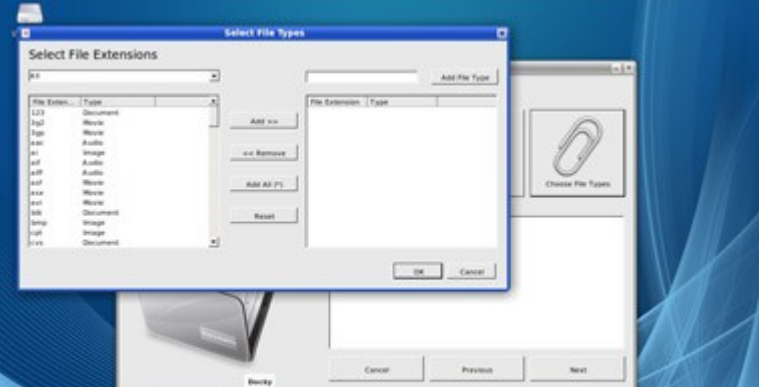 Select File Types
Select File Extensions
All
Add File Type
File Exten... Type
File Extension Type
123 Document
3g2 Movie
3gp Movie
aac Audio
ai Image
aif Audio
aiff Audio
asf Movie
asx Movie
avi Movie
bib Document
bmp Image
cpt Image
cvs Document
Add >>
<< Remove
Add All (*)
Reset
OK
Cancel
Choose File Types
Cancel
Previous
Next
Docky